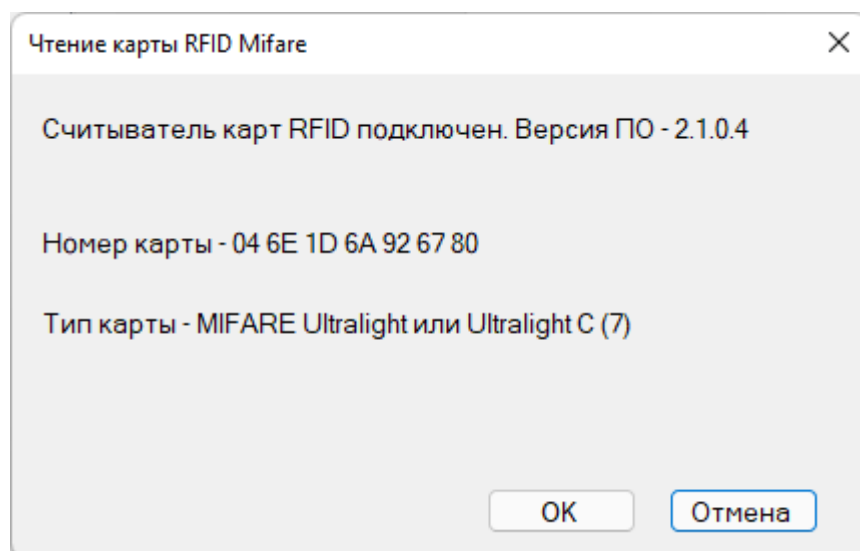 Чтение карты RFID Mifare
Считыватель карт RFID подключен. Версия ПО - 2.1.0.4
Номер карты - 04 6E 1D 6A 92 67 80
Тип карты - MIFARE Ultralight или Ultralight C (7)
OK Отмена